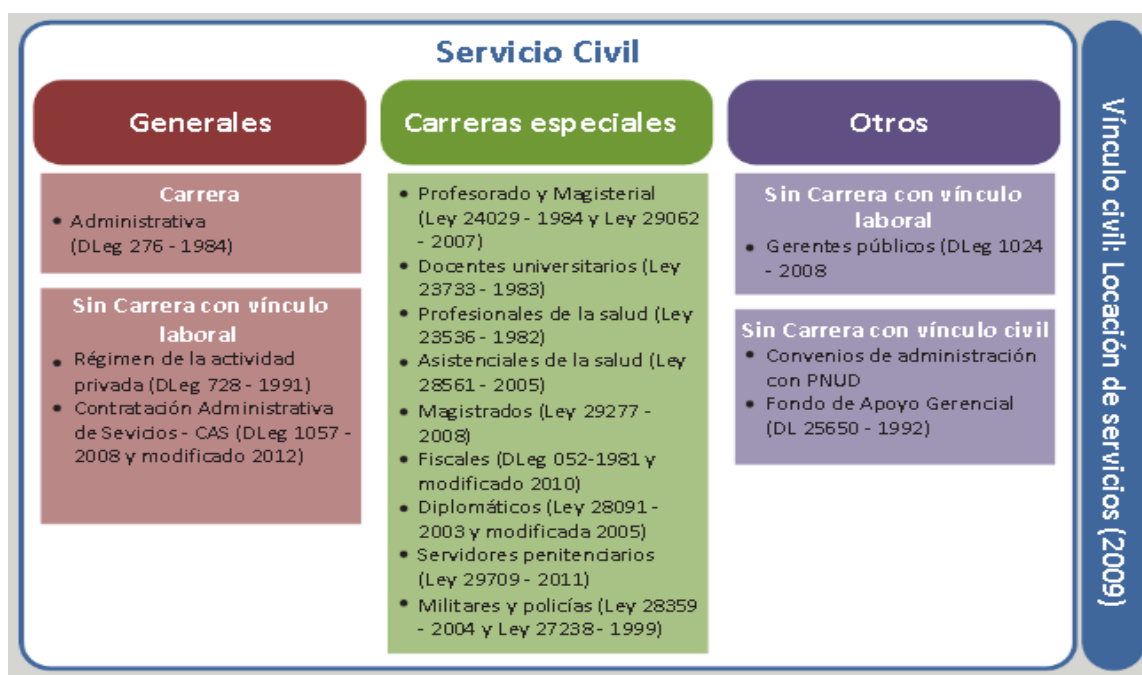 Servicio Civil
Generales
Carrera
• Administrativa
(DLeg 276 - 1984)
Sin Carrera con vínculo
laboral
• Régimen de la actividad
privada (DLeg 728 - 1991)
• Contratación Administrativa
de Sevicios - CAS (DLeg 1057 -
2008 y modificado 2012)
Carreras especiales
• Profesorado y Magisterial
(Ley 24029 - 1984 y Ley 29062
- 2007)
• Docentes universitarios (Ley
23733 - 1983)
• Profesionales de la salud (Ley
23536 - 1982)
• Asistenciales de la salud (Ley
28561 - 2005)
• Magistrados (Ley 29277 -
2008)
• Fiscales (DLeg 052-1981 y
modificado 2010)
• Diplomáticos (Ley 28091 -
2003 y modificada 2005)
• Servidores penitenciarios
(Ley 29709 - 2011)
• Militares y policías (Ley 28359
- 2004 y Ley 27238 - 1999)
Otros
Sin Carrera con vínculo
laboral
• Gerentes públicos (DLeg 1024
- 2008
Sin Carrera con vínculo civil
• Convenios de administración
con PNUD
• Fondo de Apoyo Gerencial
(DL 25650 - 1992)
Vínculo civil: Locación de servicios (2009)